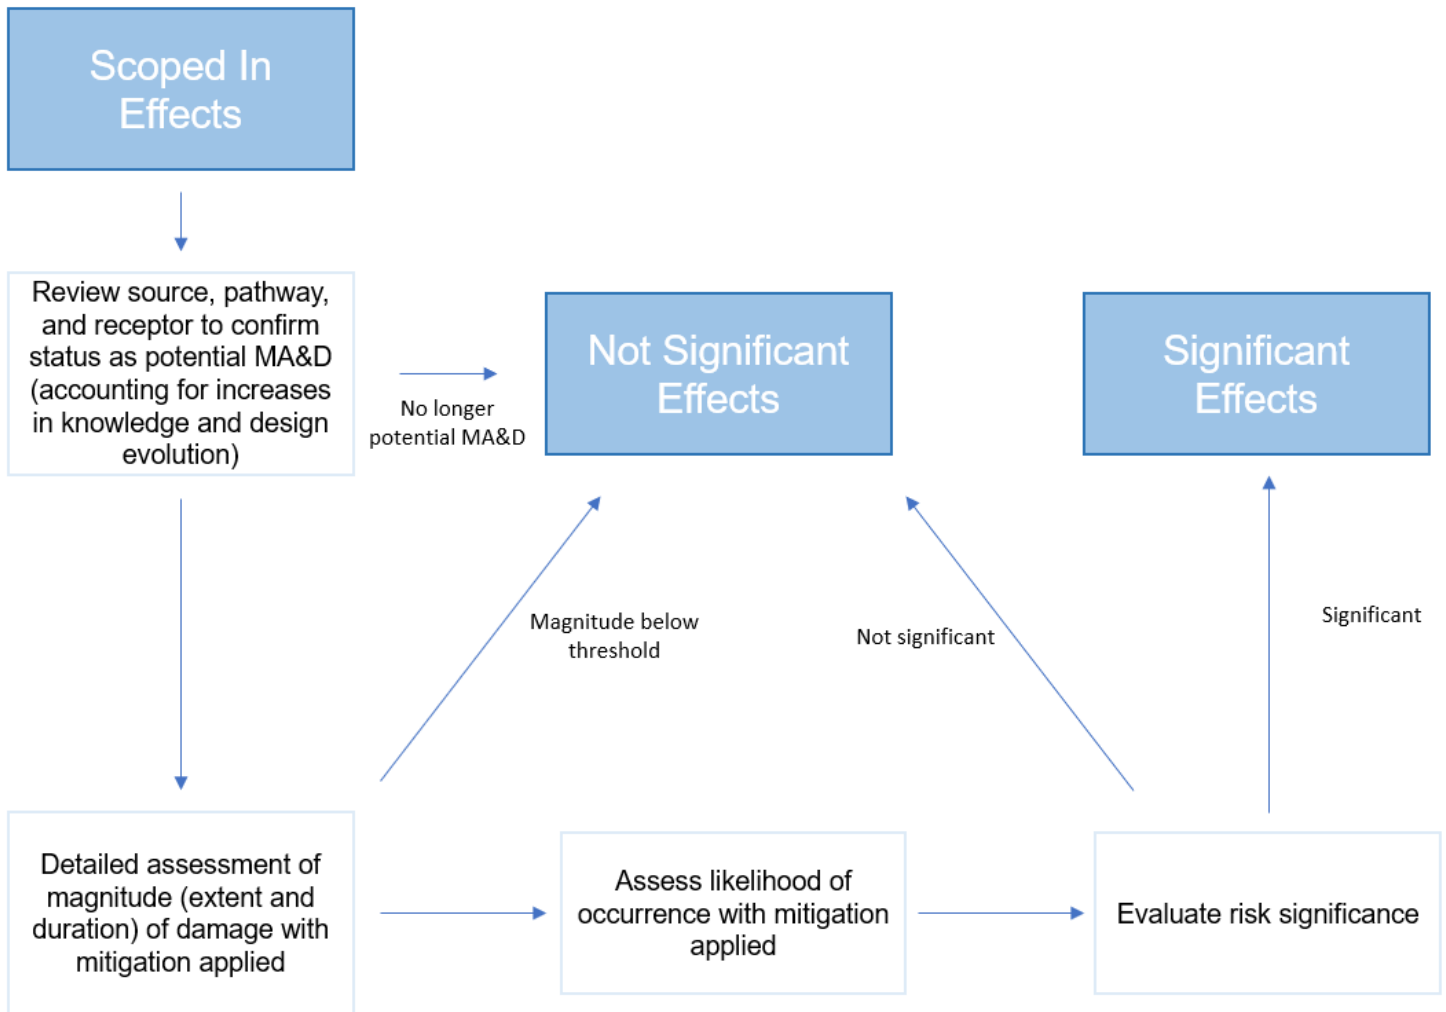 Scoped In
Effects
Review source, pathway,
and receptor to confirm
status as potential MA&D
(accounting for increases
in knowledge and design
evolution)
No longer
potential MA&D
Not Significant
Effects
Significant
Effects
Magnitude below
threshold
Not significant
Significant
Detailed assessment of
magnitude (extent and
duration) of damage with
mitigation applied
Assess likelihood of
occurrence with mitigation
applied
Evaluate risk significance